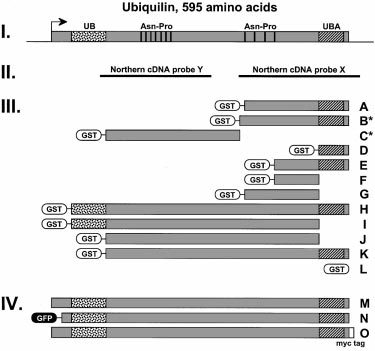 Ubiquilin, 595 amino acids
UB Asn-Pro Asn-Pro UBA
I.
II.
Northern cDNA probe Y Northern cDNA probe X
III.
GST A
GST B*
GST C*
GST D
GST E
GST F
GST G
GST H
GST I
GST J
GST K
GST L
IV.
M
GFP N
O
myc tag